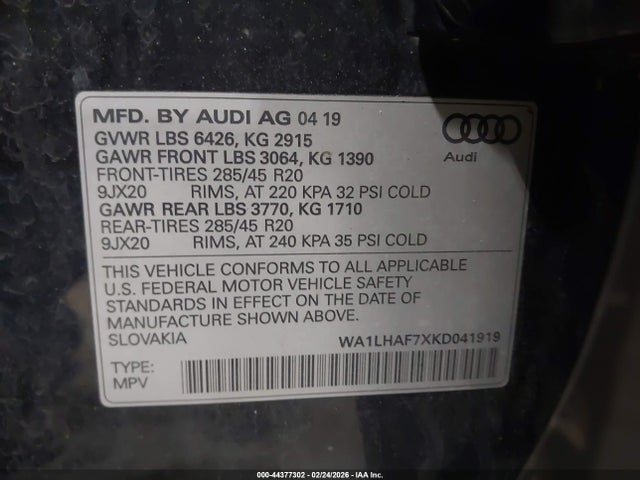 MFD. BY AUDI AG 04 19
GVWR LBS 6426, KG 2915
GAWR FRONT LBS 3064, KG 1390
FRONT-TIRES 285/45 R20
9JX20 RIMS, AT 220 KPA 32 PSI COLD
GAWR REAR LBS 3770, KG 1710
REAR-TIRES 285/45 R20
9JX20 RIMS, AT 240 KPA 35 PSI COLD
Audi
THIS VEHICLE CONFORMS TO ALL APPLICABLE
U.S. FEDERAL MOTOR VEHICLE SAFETY
STANDARDS IN EFFECT ON THE DATE OF
MANUFACTURE SHOWN ABOVE.
SLOVAKIA WA1LHAF7XKD041919
TYPE:
MPV
000-44377302 - 02/24/2026 - IAA Inc.